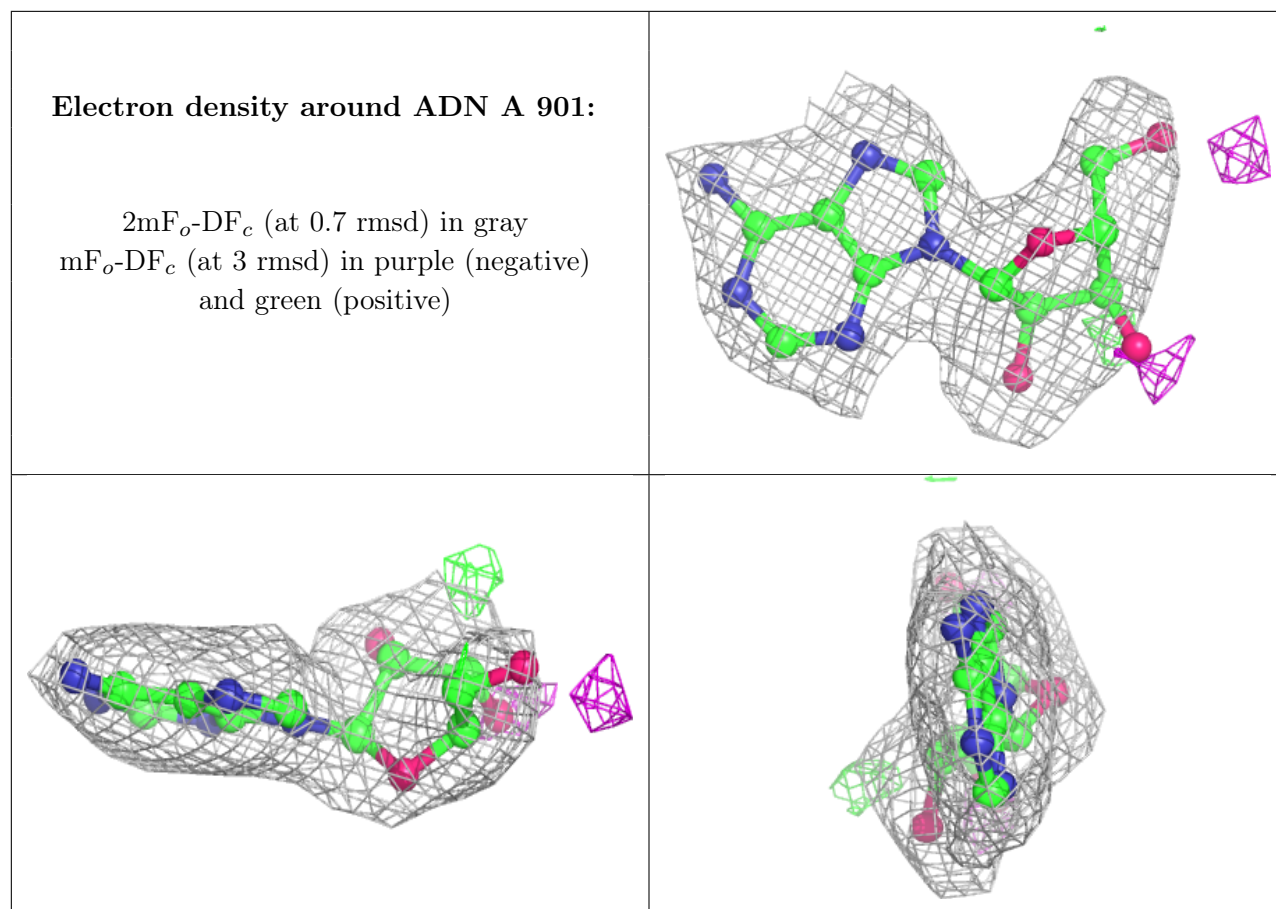 Electron density around ADN A 901:
2mFo-DFc (at 0.7 rmsd) in gray
mFo-DFc (at 3 rmsd) in purple (negative)
and green (positive)